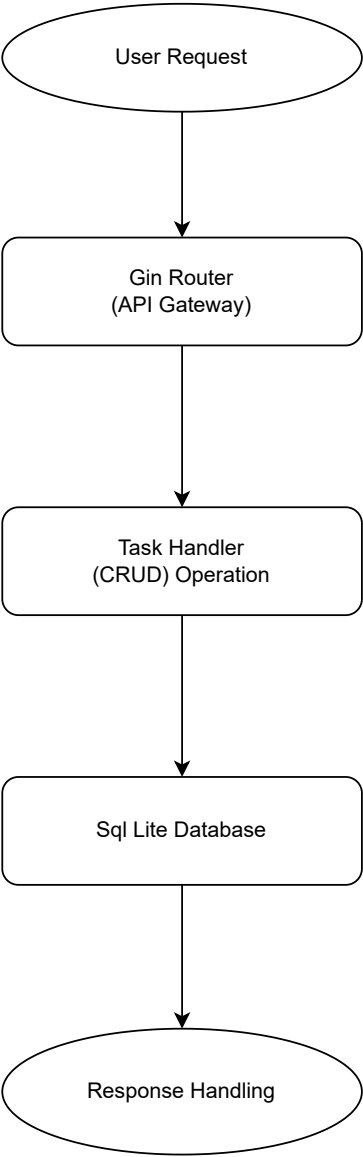 User Request
Gin Router
(API Gateway)
Task Handler
(CRUD) Operation
Sql Lite Database
Response Handling